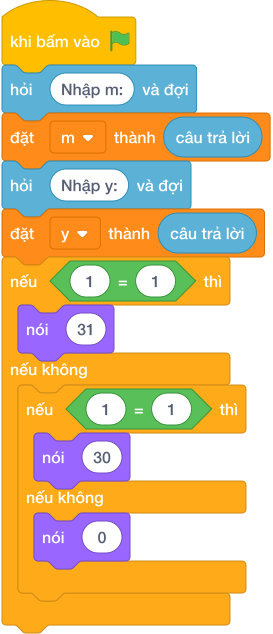 khi bấm vào
hỏi Nhập m: và đợi
đặt m thành câu trả lời
hỏi Nhập y: và đợi
đặt y thành câu trả lời
nếu 1 = 1 thì
nói 31
nếu không
nếu 1 = 1 thì
nói 30
nếu không
nói 0